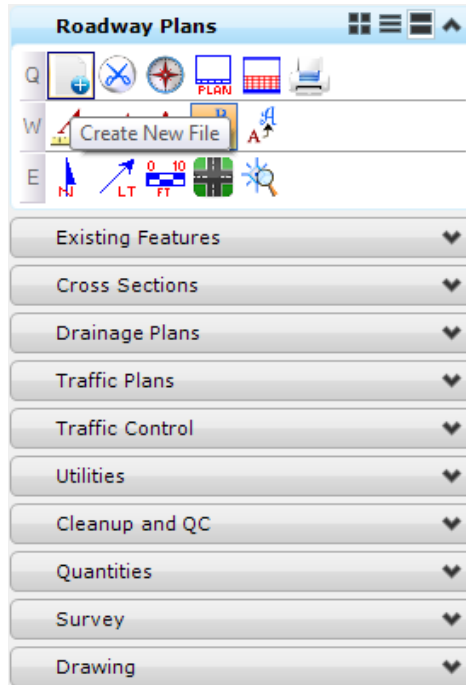 Roadway Plans
Q PLAN
W Create New File A
E N LT 0 10 FT
Existing Features
Cross Sections
Drainage Plans
Traffic Plans
Traffic Control
Utilities
Cleanup and QC
Quantities
Survey
Drawing